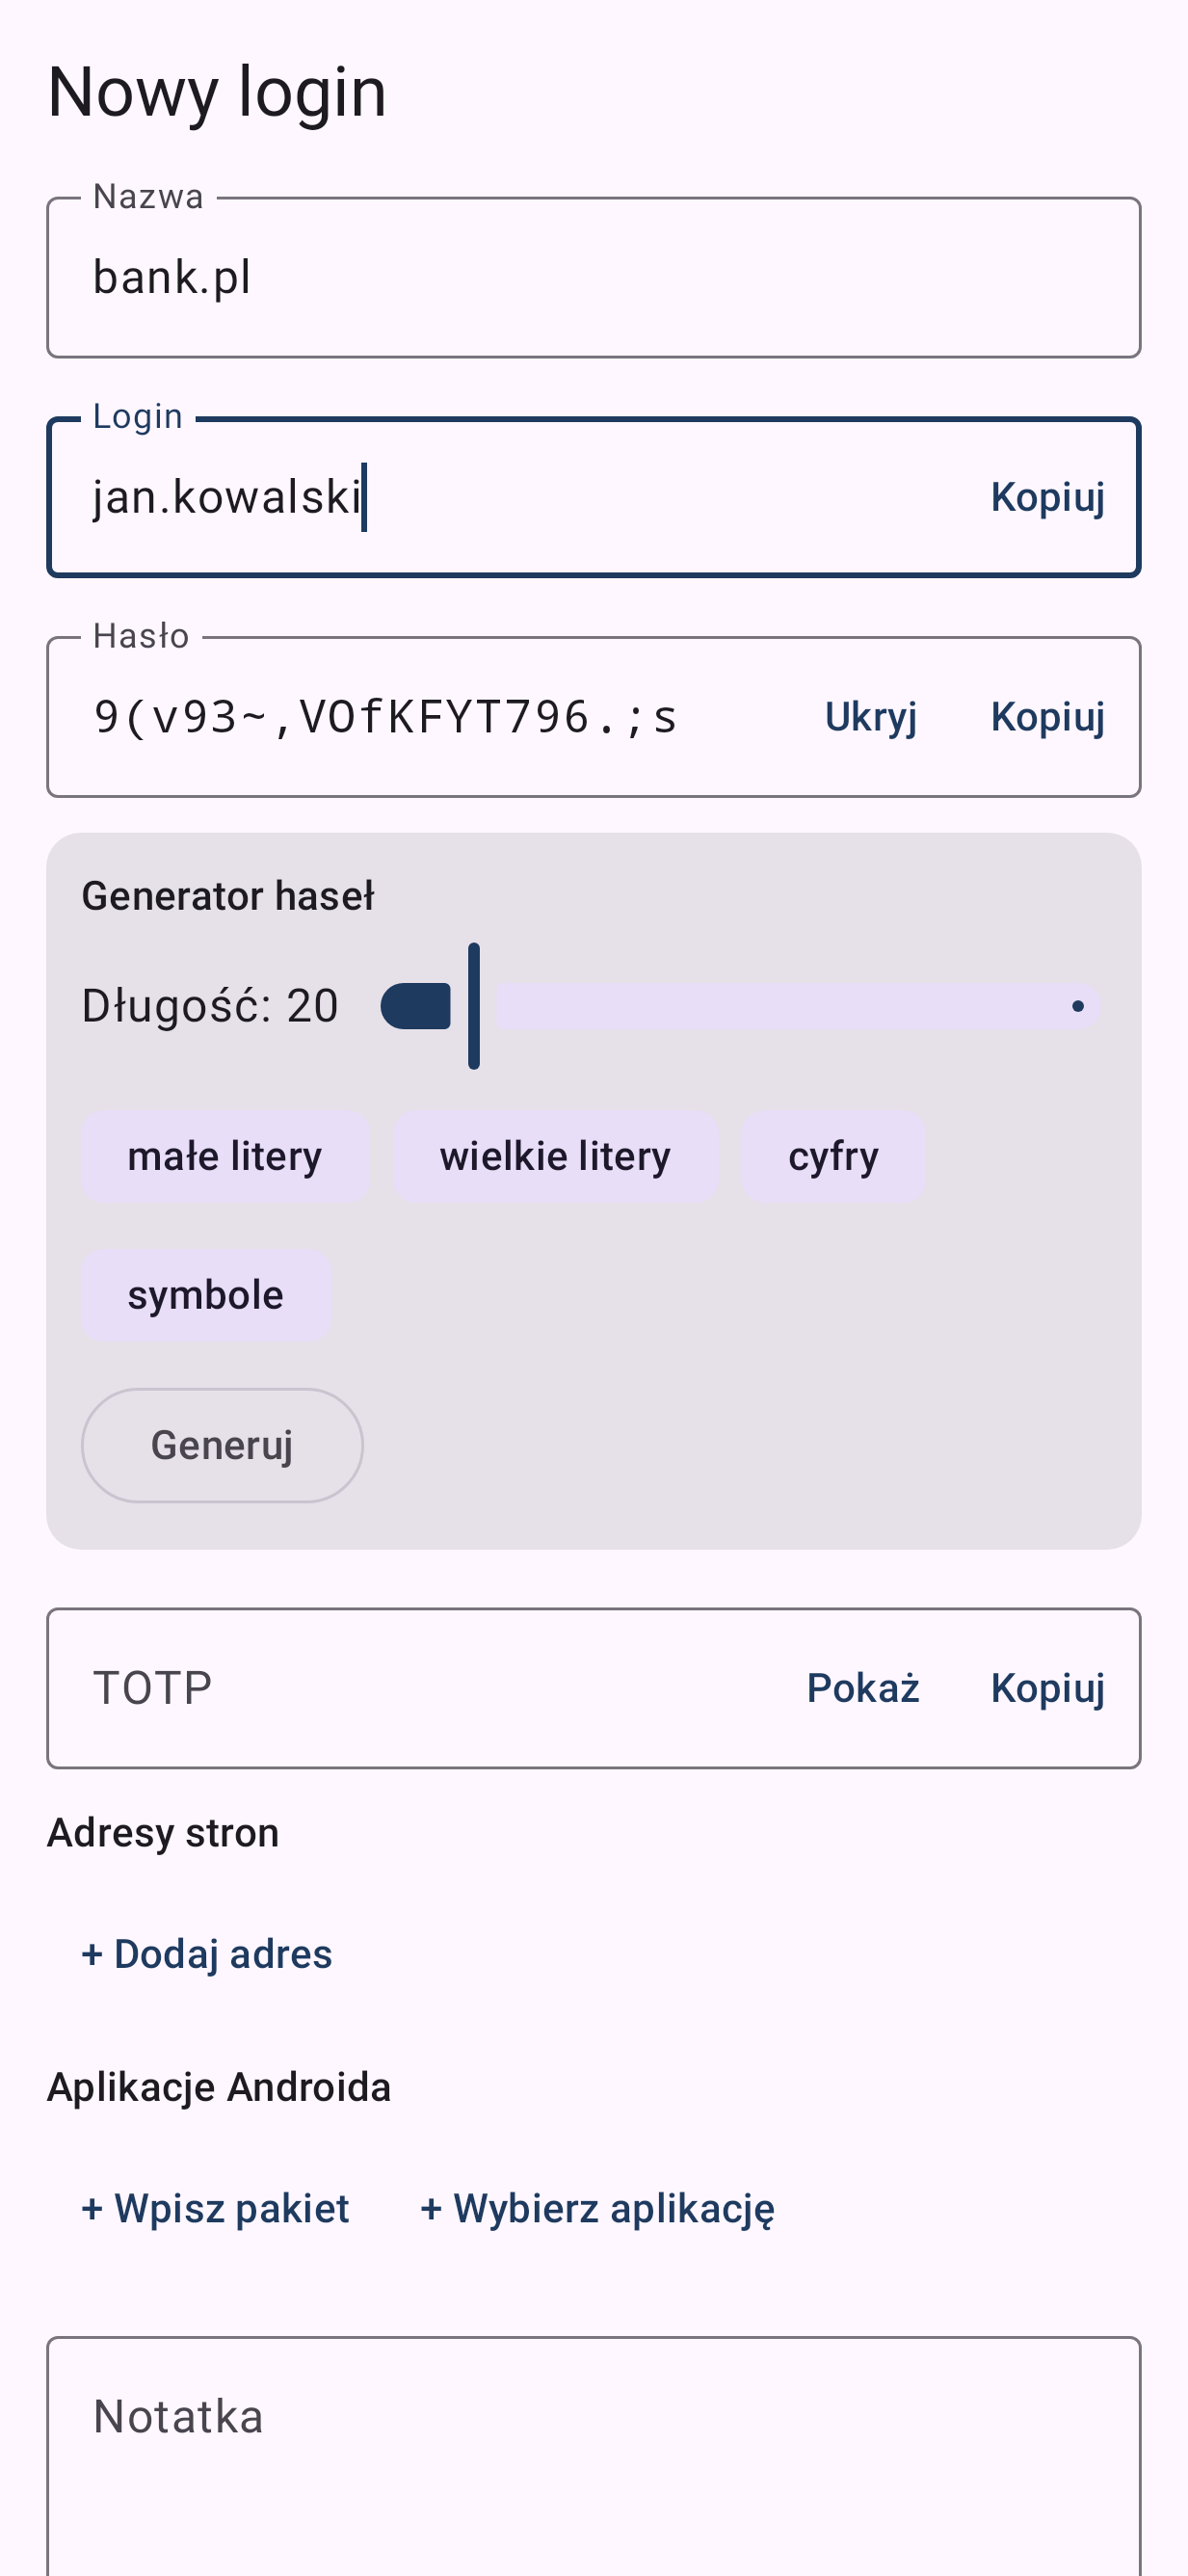 Nowy login
Nazwa
bank.pl
Login
jan.kowalski Kopiuj
Hasło
9(v93~,VOfKFYT796.;s Ukryj Kopiuj
Generator haseł
Długość: 20
małe litery wielkie litery cyfry
symbole
Generuj
TOTP Pokaż Kopiuj
Adresy stron
+ Dodaj adres
Aplikacje Androida
+ Wpisz pakiet + Wybierz aplikację
Notatka